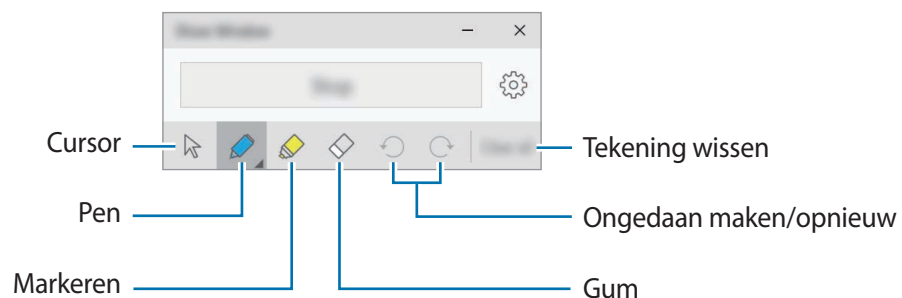 Cursor
Tekening wissen
Pen
Ongedaan maken/opnieuw
Markeren
Gum